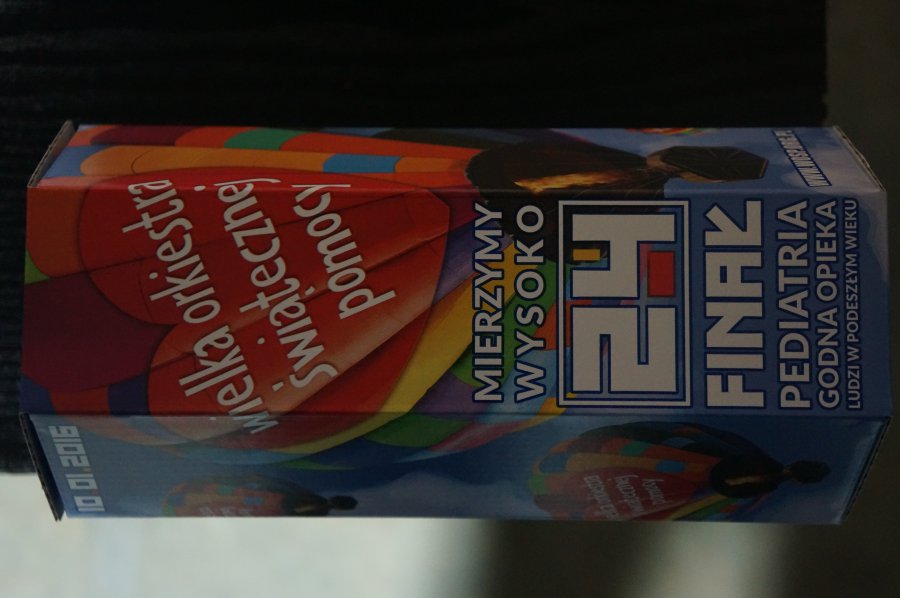 wielka orkiestra
świątecznej
pomocy
MIERZYMY
WYSOKO
24
FINAŁ
PEDIATRIA
GODNA OPIEKA
LUDZI W PODESZŁYM WIEKU
10.01.2016